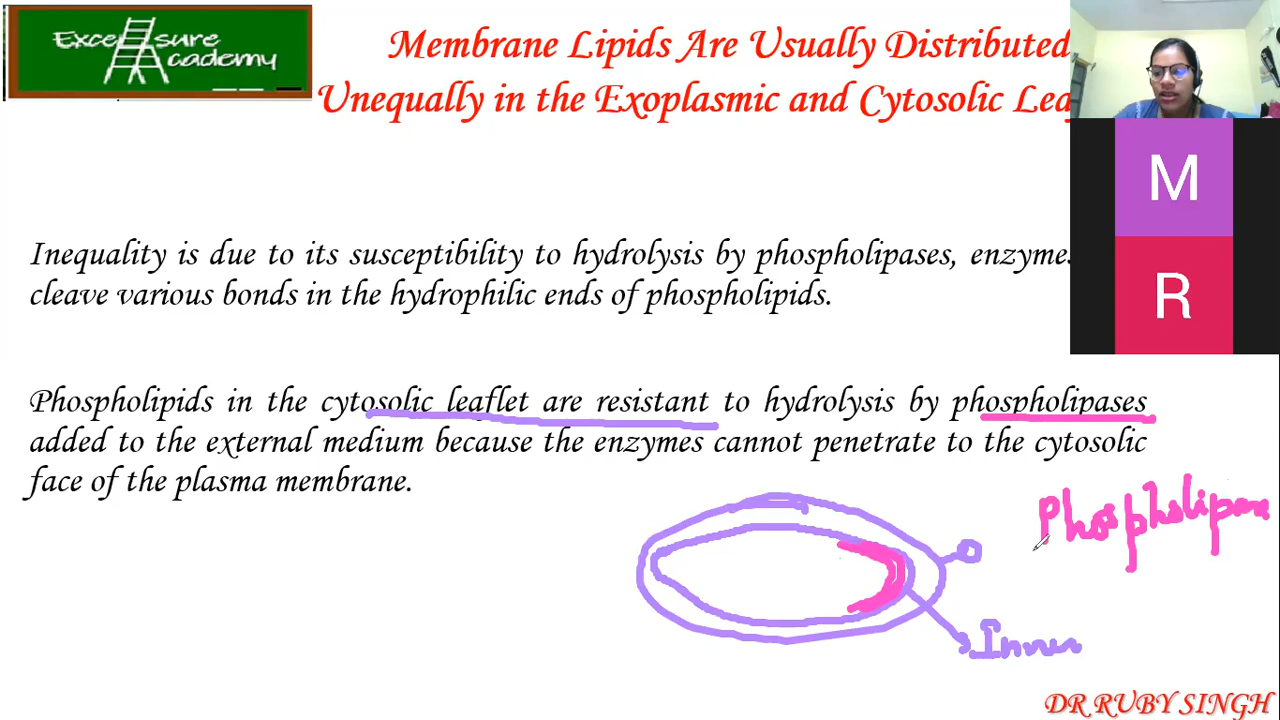 Excel sure
Academy
Membrane Lipids Are Usually Distributed
Unequally in the Exoplasmic and Cytosolic Lea
M
R
Inequality is due to its susceptibility to hydrolysis by phospholipases, enzymes
cleave various bonds in the hydrophilic ends of phospholipids.
Phospholipids in the cytosolic leaflet are resistant to hydrolysis by phospholipases
added to the external medium because the enzymes cannot penetrate to the cytosolic
face of the plasma membrane.
Phospholipase
Inner
DR RUBY SINGH